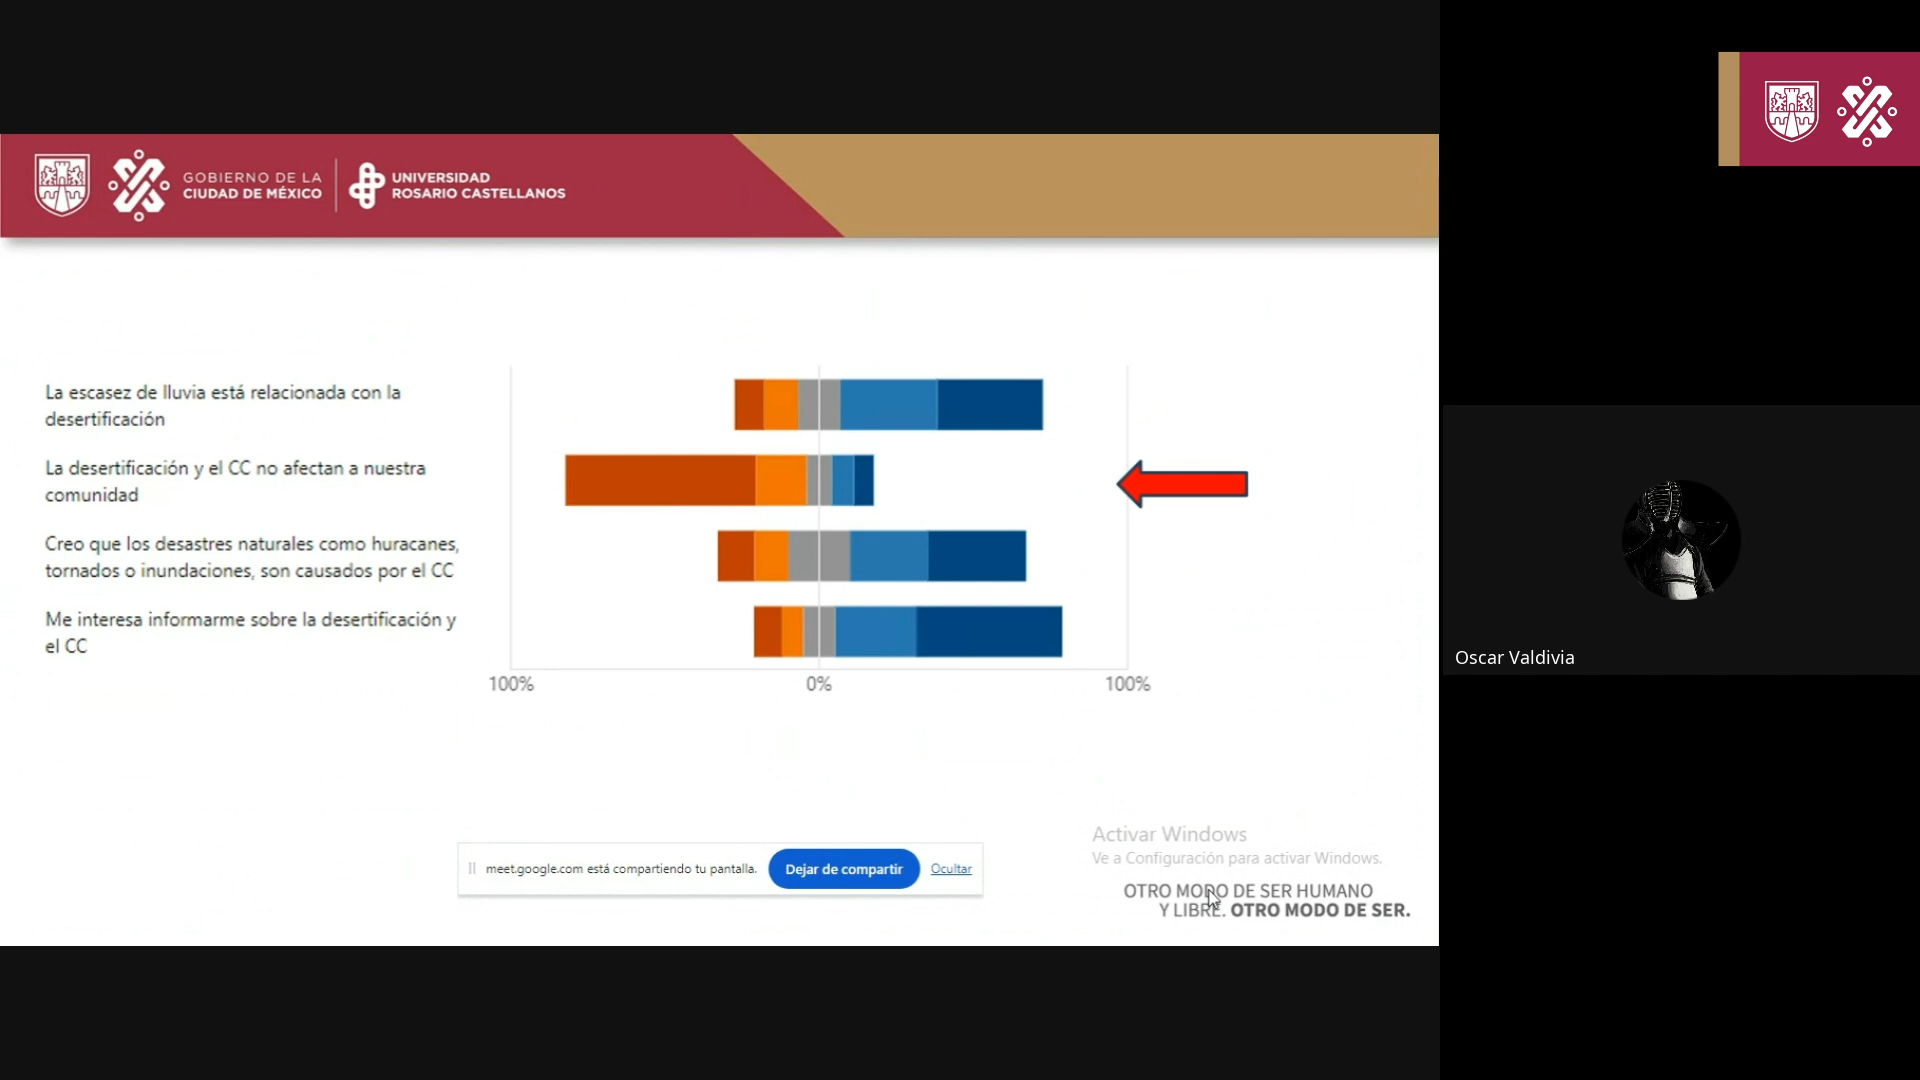 GOBIERNO DE LA
CIUDAD DE MÉXICO
UNIVERSIDAD
ROSARIO CASTELLANOS
La escasez de lluvia está relacionada con la
desertificación
La desertificación y el CC no afectan a nuestra
comunidad
Creo que los desastres naturales como huracanes,
tornados o inundaciones, son causados por el CC
Me interesa informarme sobre la desertificación y
el CC
100%
0%
100%
meet.google.com está compartiendo tu pantalla.
Dejar de compartir
Ocultar
Activar Windows
Ve a Configuración para activar Windows.
OTRO MODO DE SER HUMANO
Y LIBRE. OTRO MODO DE SER.
Oscar Valdivia